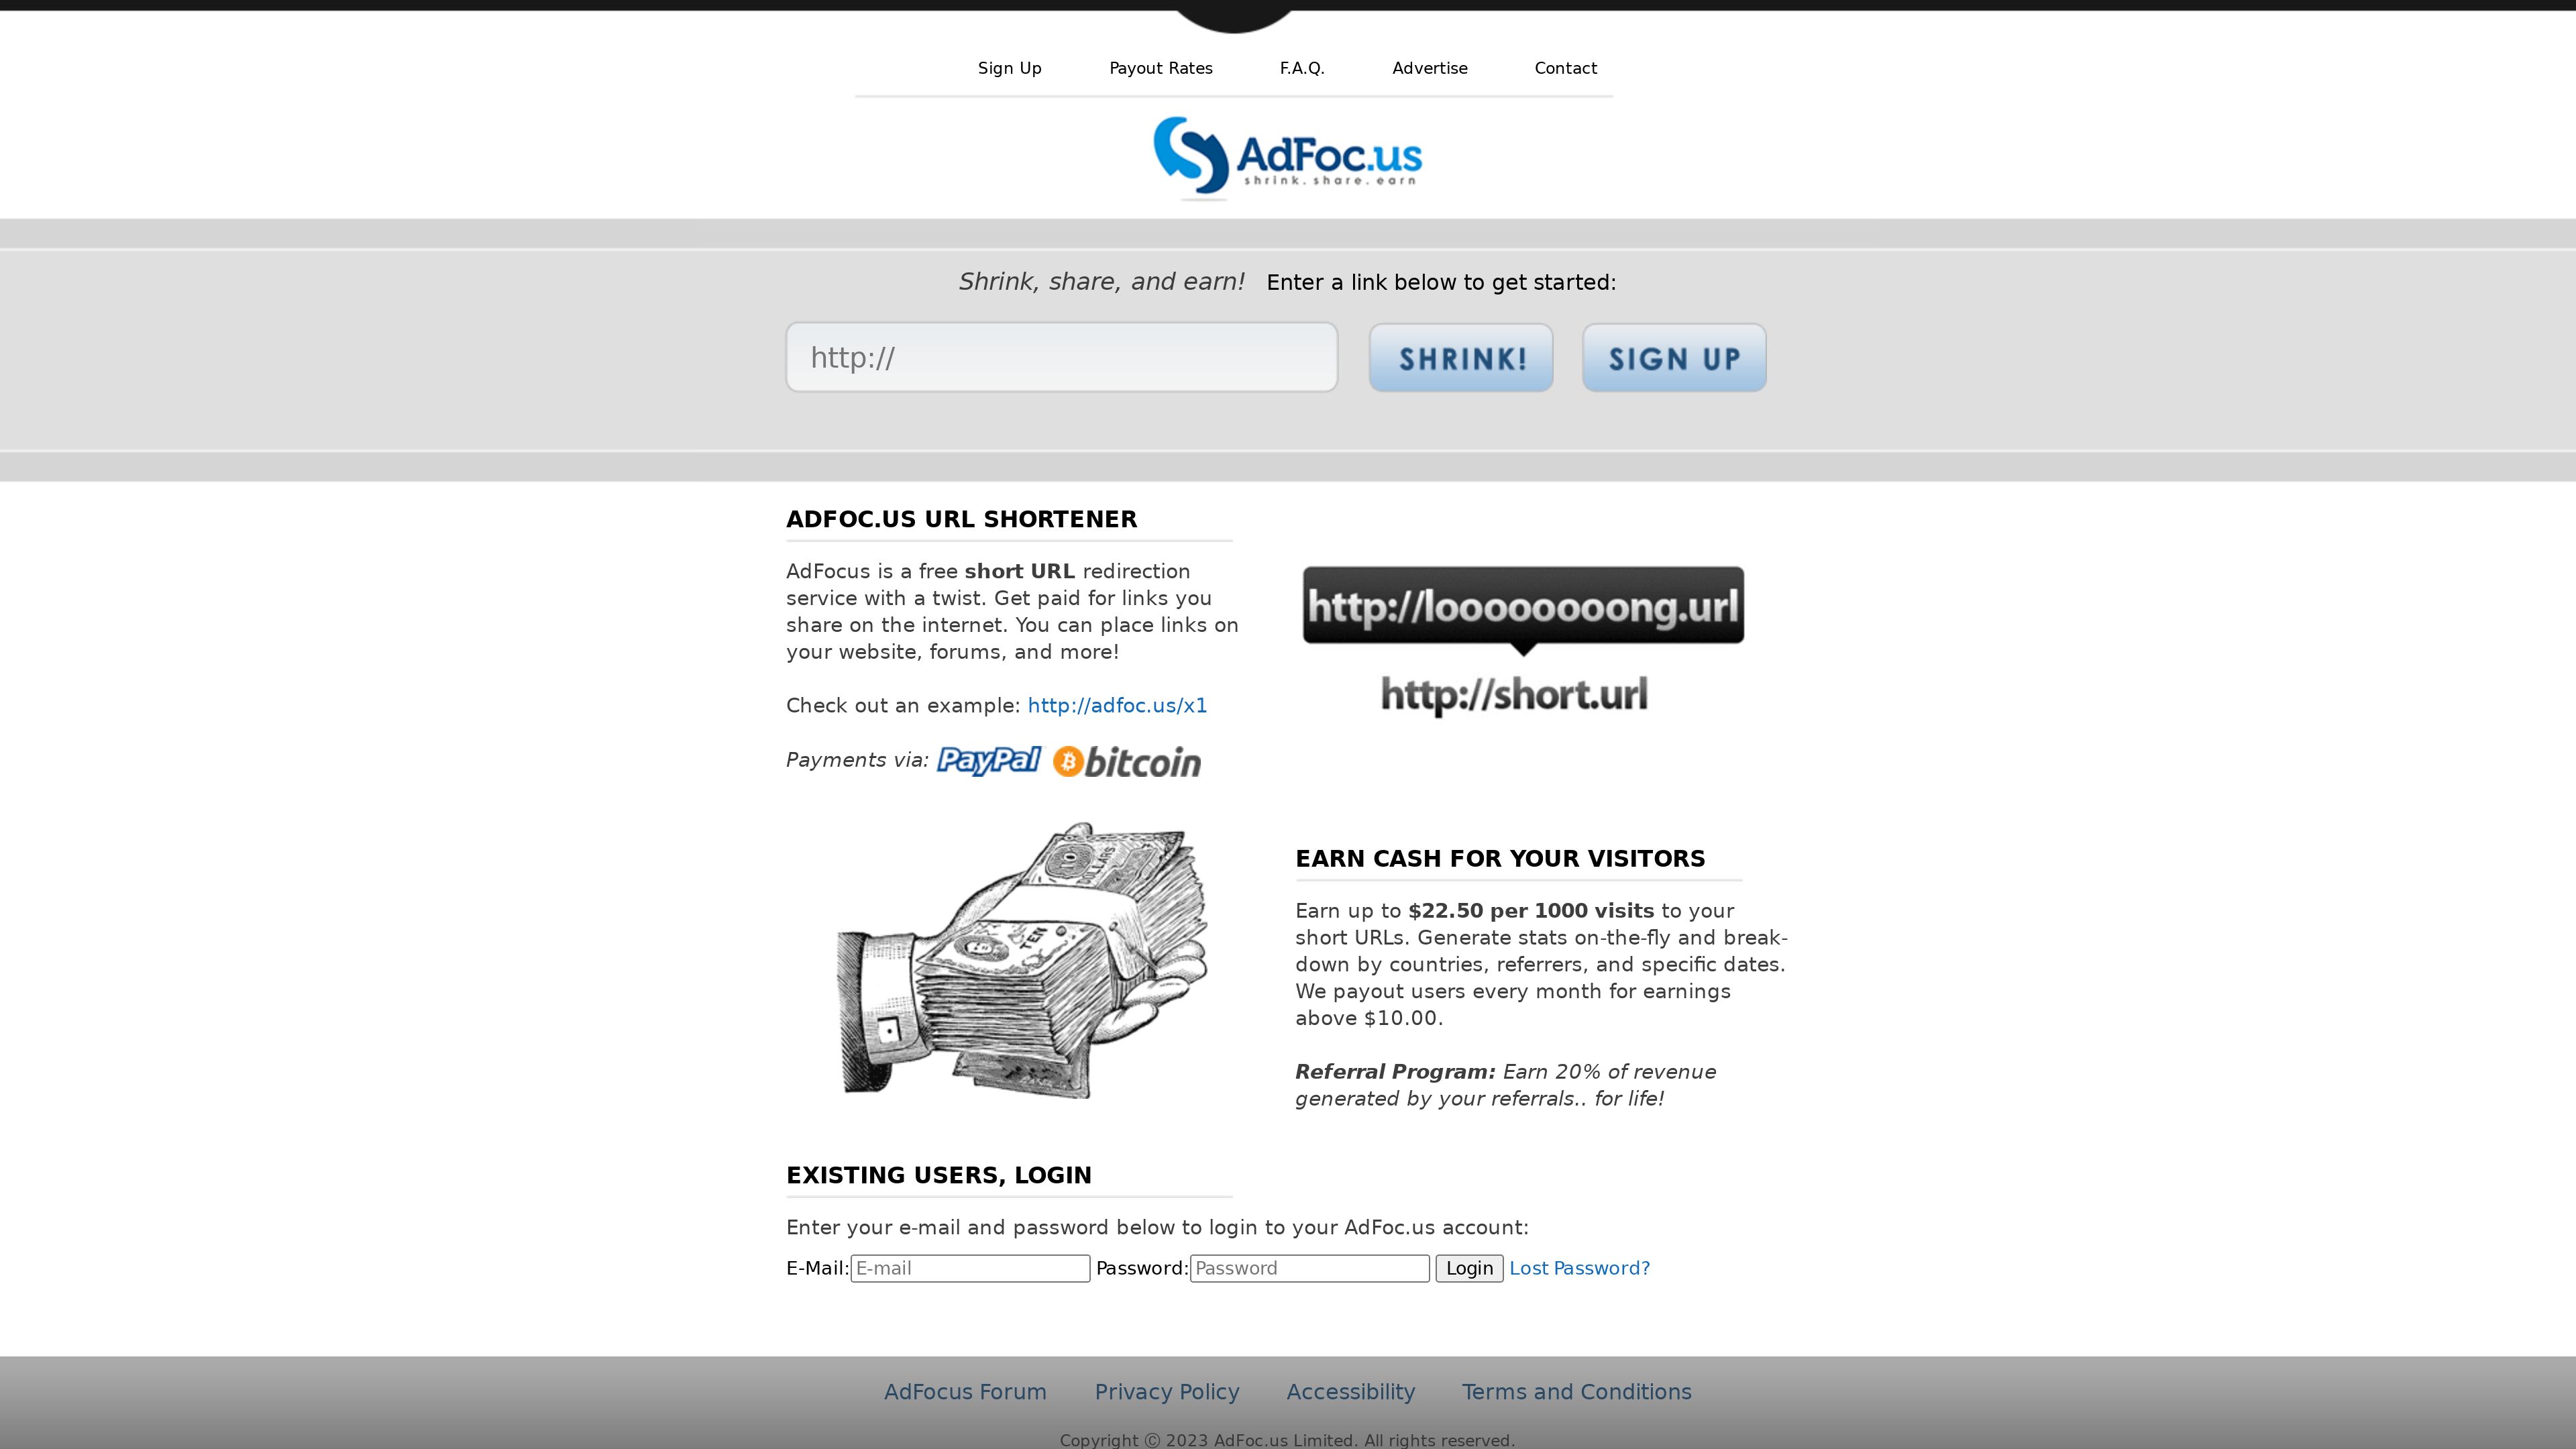 Sign Up Payout Rates F.A.Q. Advertise Contact
AdFoc.us
shrink. share. earn
Shrink, share, and earn! Enter a link below to get started:
http:// SHRINK! SIGN UP
ADFOC.US URL SHORTENER
AdFocus is a free short URL redirection
service with a twist. Get paid for links you
share on the internet. You can place links on
your website, forums, and more!
Check out an example: http://adfoc.us/x1
Payments via: PayPal bitcoin
http://loooooooong.url
http://short.url
DOLLARS
TEN
EARN CASH FOR YOUR VISITORS
Earn up to $22.50 per 1000 visits to your
short URLs. Generate stats on-the-fly and break-
down by countries, referrers, and specific dates.
We payout users every month for earnings
above $10.00.
Referral Program: Earn 20% of revenue
generated by your referrals.. for life!
EXISTING USERS, LOGIN
Enter your e-mail and password below to login to your AdFoc.us account:
E-Mail: E-mail Password: Password Login Lost Password?
AdFocus Forum Privacy Policy Accessibility Terms and Conditions
Copyright © 2023 AdFoc.us Limited. All rights reserved.